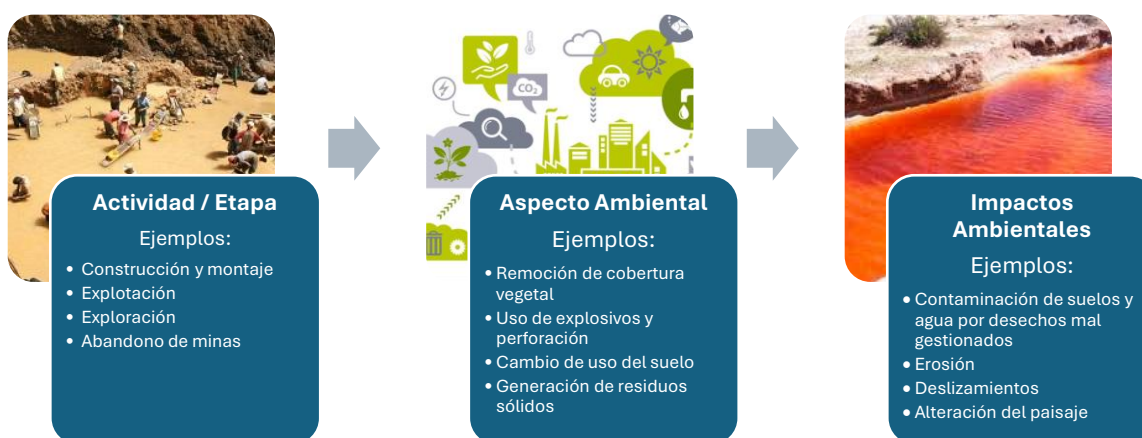 Actividad / Etapa
Ejemplos:
• Construcción y montaje
• Explotación
• Exploración
• Abandono de minas
CO₂
Aspecto Ambiental
Ejemplos:
• Remoción de cobertura
vegetal
• Uso de explosivos y
perforación
• Cambio de uso del suelo
• Generación de residuos
sólidos
Impactos
Ambientales
Ejemplos:
• Contaminación de suelos y
agua por desechos mal
gestionados
• Erosión
• Deslizamientos
• Alteración del paisaje